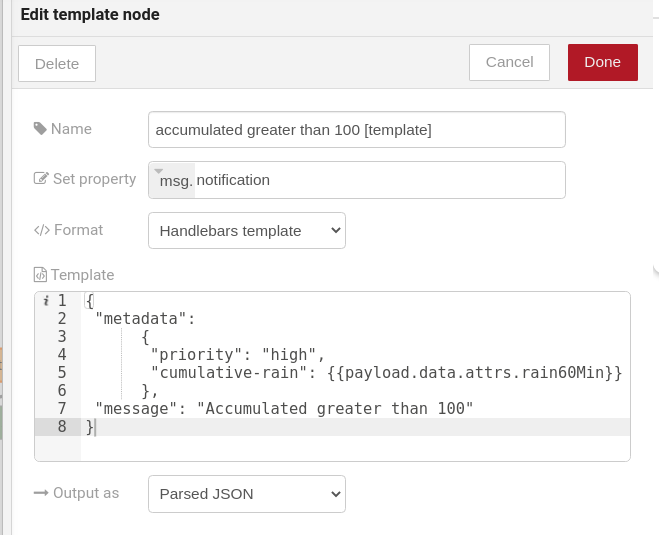 Edit template node
Delete
Cancel
Done
Name
accumulated greater than 100 [template]
Set property
msg. notification
</> Format
Handlebars template
Template
i 1 {
2 "metadata":
3 {
4 "priority": "high",
5 "cumulative-rain": {{payload.data.attrs.rain60Min}}
6 },
7 "message": "Accumulated greater than 100"
8 }
Output as
Parsed JSON